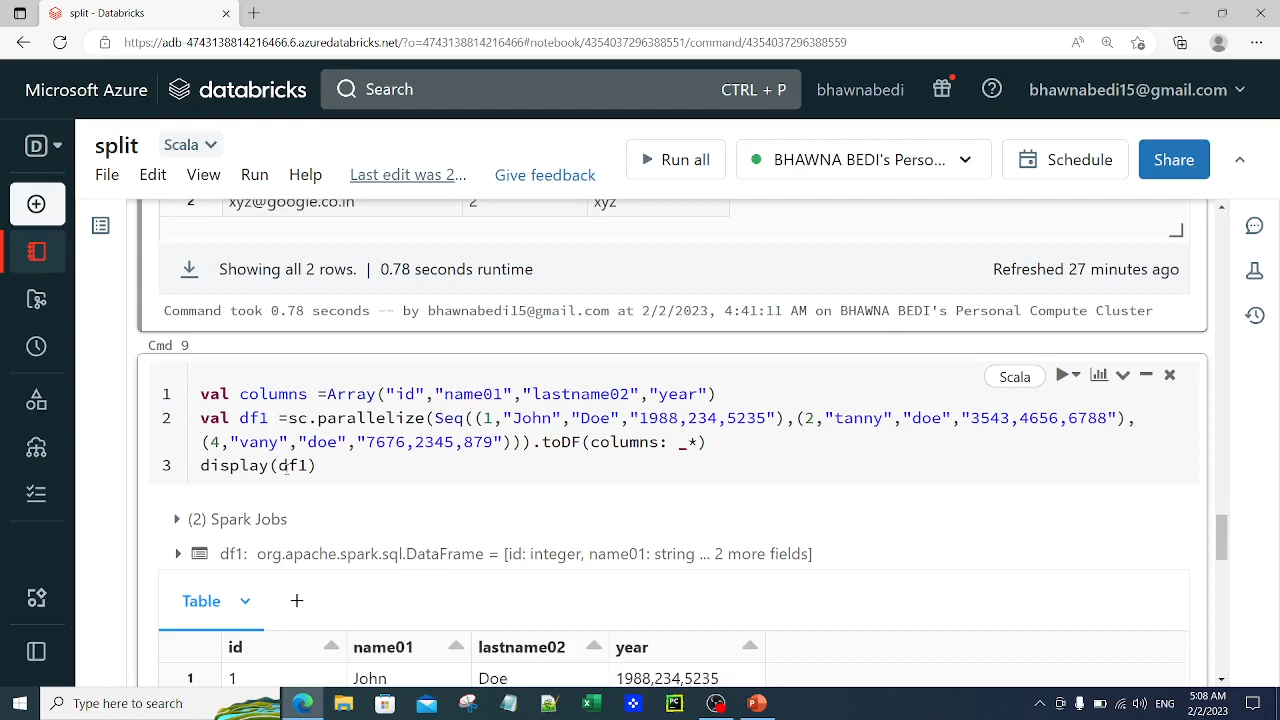 split - Databricks
https://adb-4743138814216466.6.azuredatabricks.net/?o=4743138814216466#notebook/4354037296388551/command/4354037296388559
Microsoft Azure databricks Search CTRL + P bhawnabedi bhawnabedi15@gmail.com
split Scala
File Edit View Run Help Last edit was 2... Give feedback
Run all BHAWNA BEDI's Perso... Schedule Share
2 xyz@google.co.in 2 xyz
Showing all 2 rows. | 0.78 seconds runtime Refreshed 27 minutes ago
Command took 0.78 seconds -- by bhawnabedi15@gmail.com at 2/2/2023, 4:41:11 AM on BHAWNA BEDI's Personal Compute Cluster
Cmd 9
Scala
1 val columns =Array("id","name01","lastname02","year")
2 val df1 =sc.parallelize(Seq((1,"John","Doe","1988,234,5235"),(2,"tanny","doe","3543,4656,6788"),
(4,"vany","doe","7676,2345,879"))).toDF(columns: _*)
3 display(df1)
(2) Spark Jobs
df1: org.apache.spark.sql.DataFrame = [id: integer, name01: string ... 2 more fields]
Table +
id name01 lastname02 year
1 1 John Doe 1988,234,5235
Type here to search ENG 5:08 AM
2/2/2023